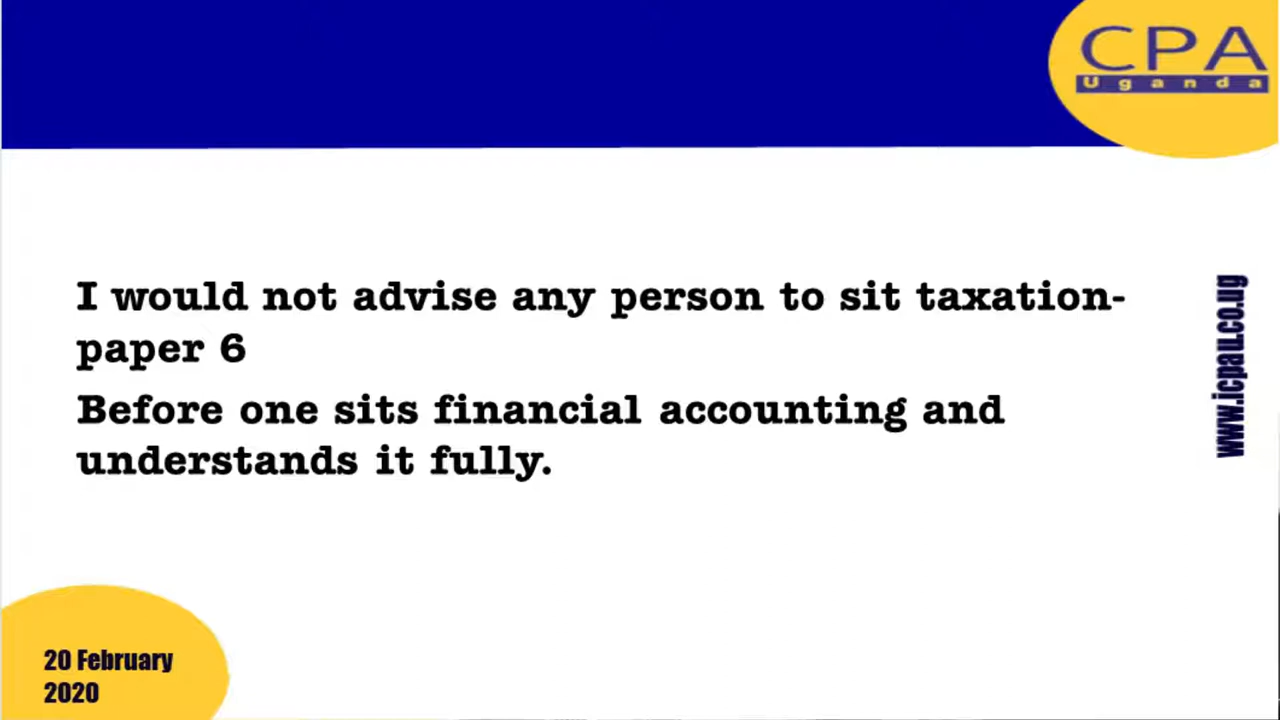 CPA
Uganda
I would not advise any person to sit taxation-
paper 6
Before one sits financial accounting and
understands it fully.
www.icpau.co.ug
20 February
2020